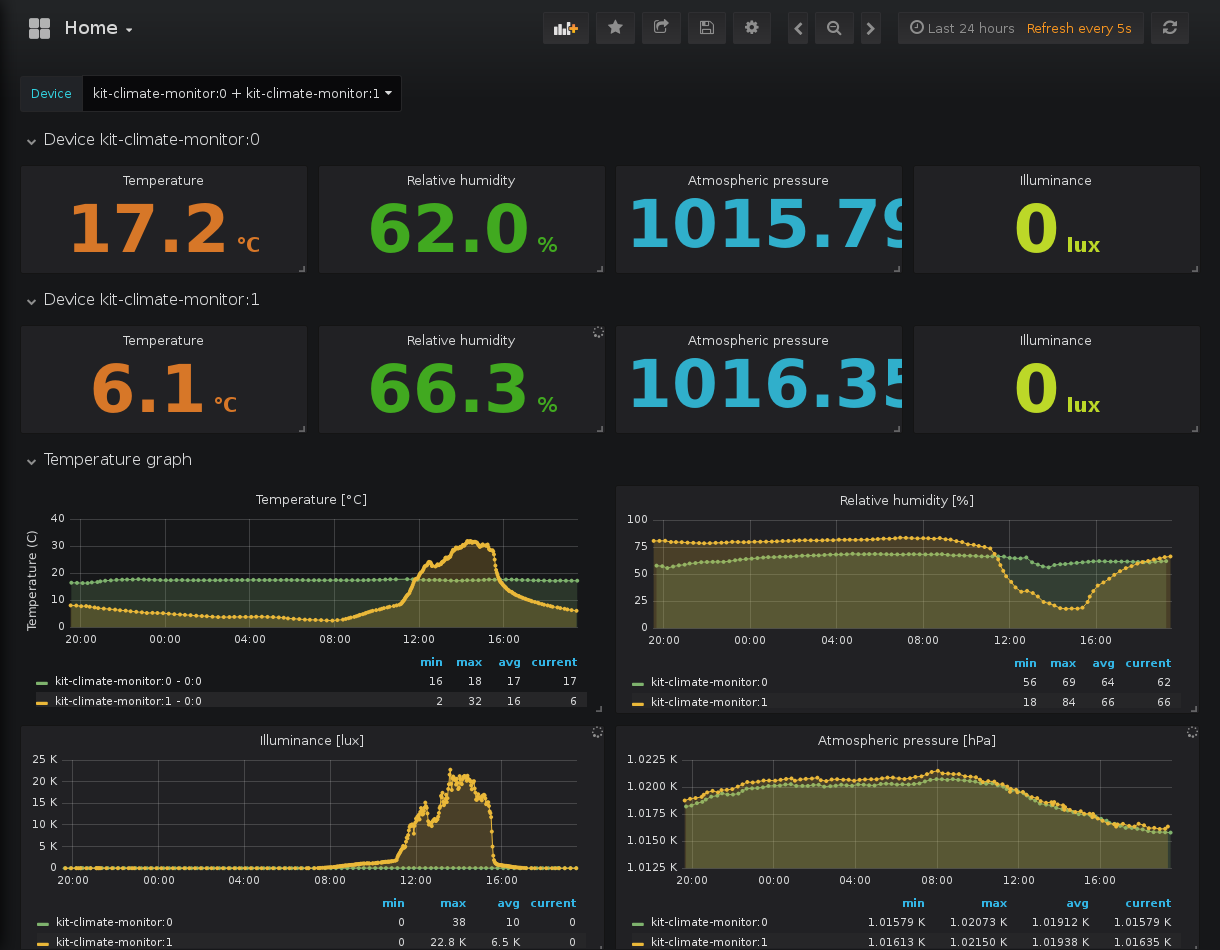 Home
Last 24 hours Refresh every 5s
Device kit-climate-monitor:0 + kit-climate-monitor:1
Device kit-climate-monitor:0
Temperature Relative humidity Atmospheric pressure Illuminance
17.2 °C 62.0 % 1015.79 0 lux
Device kit-climate-monitor:1
Temperature Relative humidity Atmospheric pressure Illuminance
6.1 °C 66.3 % 1016.35 0 lux
Temperature graph
Temperature [°C]
Temperature (C)
40
30
20
10
0
20:00 00:00 04:00 08:00 12:00 16:00
min max avg current
kit-climate-monitor:0 - 0:0 16 18 17 17
kit-climate-monitor:1 - 0:0 2 32 16 6
Relative humidity [%]
100
75
50
25
0
20:00 00:00 04:00 08:00 12:00 16:00
min max avg current
kit-climate-monitor:0 56 69 64 62
kit-climate-monitor:1 18 84 66 66
Illuminance [lux]
25 K
20 K
15 K
10 K
5 K
0
20:00 00:00 04:00 08:00 12:00 16:00
min max avg current
kit-climate-monitor:0 0 38 10 0
kit-climate-monitor:1 0 22.8 K 6.5 K 0
Atmospheric pressure [hPa]
1.0225 K
1.0200 K
1.0175 K
1.0150 K
1.0125 K
20:00 00:00 04:00 08:00 12:00 16:00
min max avg current
kit-climate-monitor:0 1.01579 K 1.02073 K 1.01912 K 1.01579 K
kit-climate-monitor:1 1.01613 K 1.02150 K 1.01938 K 1.01635 K